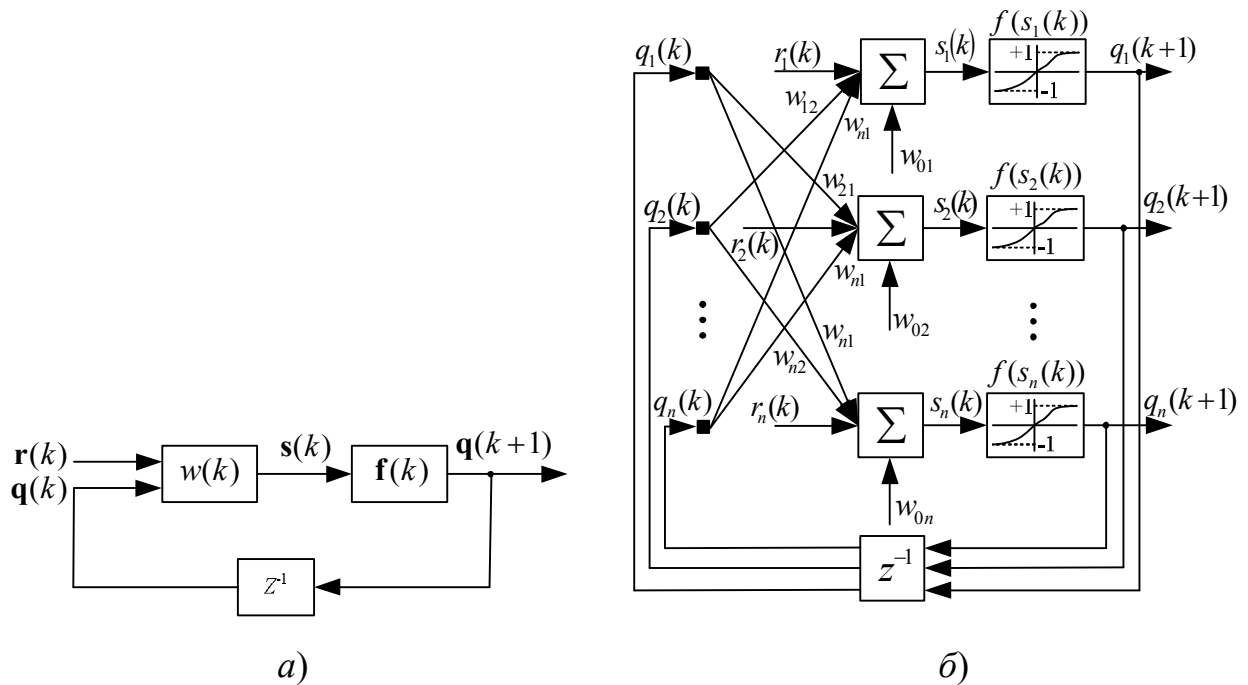 r(k)
q(k)
w(k)
s(k)
f(k)
q(k+1)
Z⁻¹
а)
q₁(k)
r₁(k)
w₁₂
wₙ₁
Σ
w₀₁
s₁(k)
f(s₁(k))
+1
-1
q₁(k+1)
q₂(k)
w₂₁
r₂(k)
wₙ₁
Σ
w₀₂
s₂(k)
f(s₂(k))
+1
-1
q₂(k+1)
⋮
⋮
wₙ₁
wₙ₂
qₙ(k)
rₙ(k)
Σ
w₀ₙ
sₙ(k)
f(sₙ(k))
+1
-1
qₙ(k+1)
z⁻¹
б)